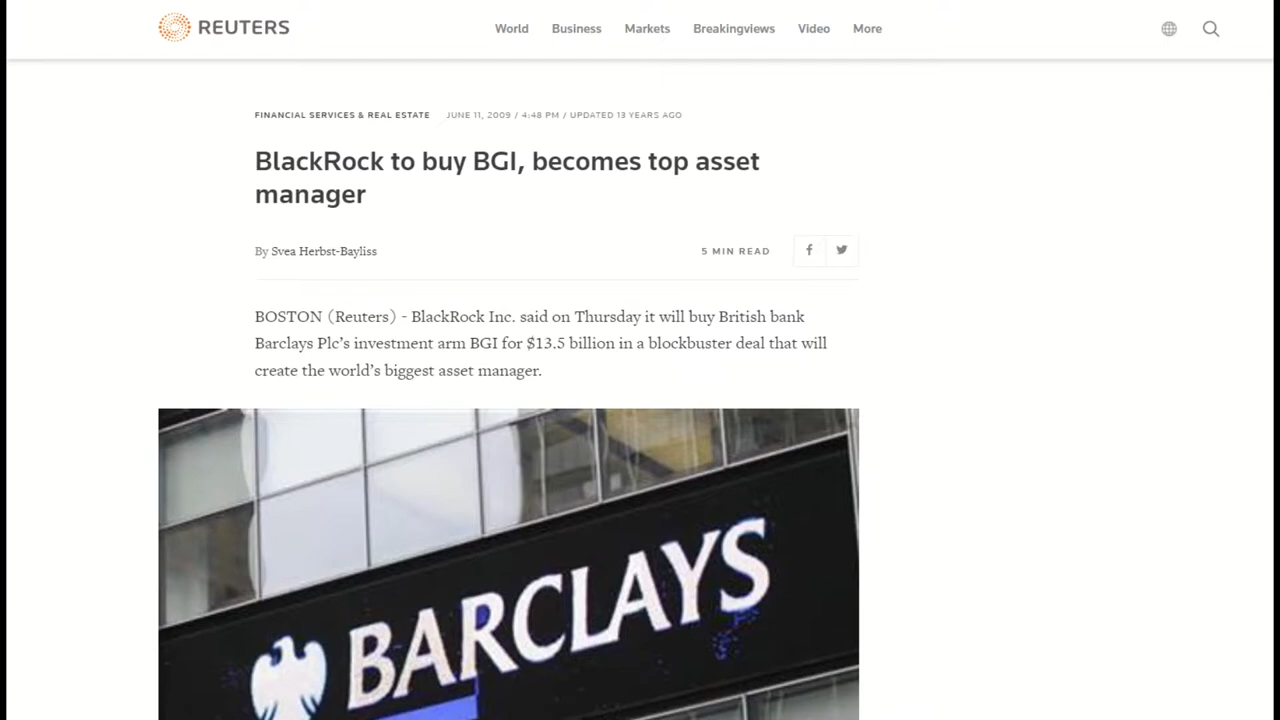 REUTERS
World Business Markets Breakingviews Video More
FINANCIAL SERVICES & REAL ESTATE JUNE 11, 2009 / 4:48 PM / UPDATED 13 YEARS AGO
BlackRock to buy BGI, becomes top asset
manager
By Svea Herbst-Bayliss
5 MIN READ
BOSTON (Reuters) - BlackRock Inc. said on Thursday it will buy British bank
Barclays Plc’s investment arm BGI for $13.5 billion in a blockbuster deal that will
create the world’s biggest asset manager.
BARCLAYS